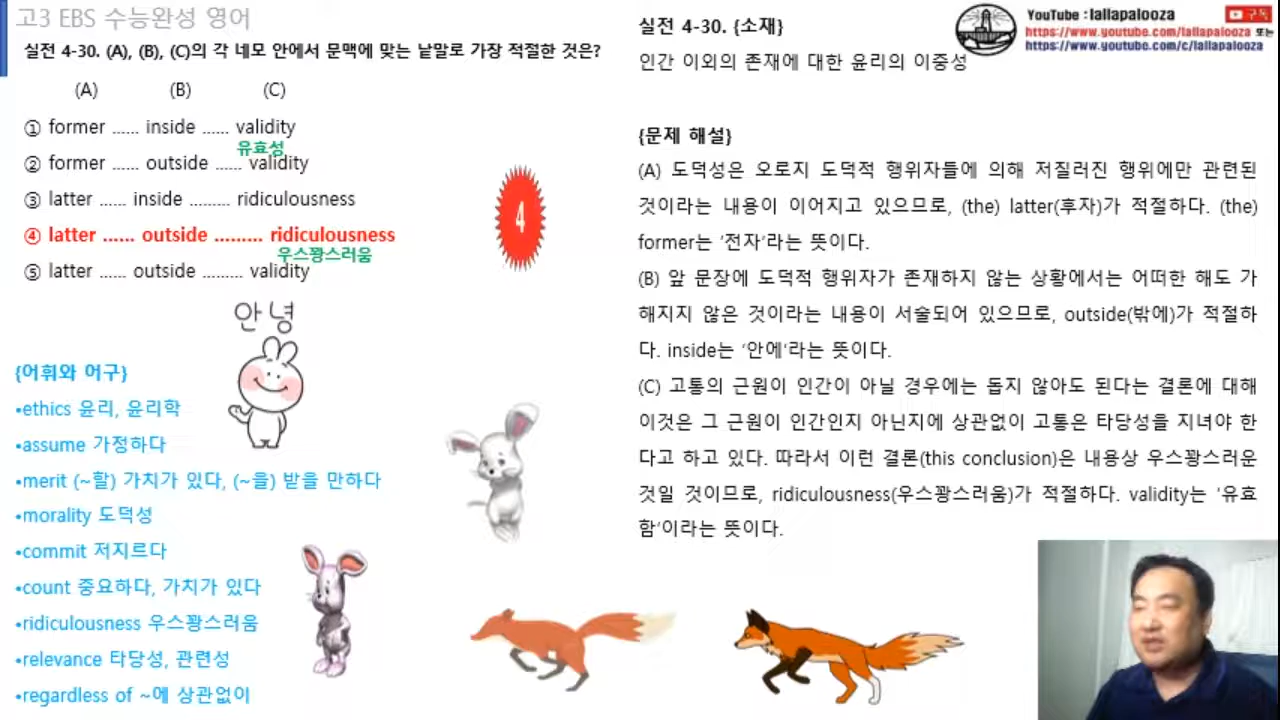 고3 EBS 수능완성 영어
실전 4-30. (A), (B), (C)의 각 네모 안에서 문맥에 맞는 낱말로 가장 적절한 것은?
(A) (B) (C)
① former ...... inside ...... validity
유효성
② former ...... outside ...... validity
③ latter ...... inside ......... ridiculousness
④ latter ...... outside ......... ridiculousness
우스꽝스러움
⑤ latter ...... outside ......... validity
4
안녕
{어휘와 어구}
•ethics 윤리, 윤리학
•assume 가정하다
•merit (~할) 가치가 있다, (~을) 받을 만하다
•morality 도덕성
•commit 저지르다
•count 중요하다, 가치가 있다
•ridiculousness 우스꽝스러움
•relevance 타당성, 관련성
•regardless of ~에 상관없이
실전 4-30. {소재}
인간 이외의 존재에 대한 윤리의 이중성
YouTube : lallapalooza
구독
https://www.youtube.com/lallapalooza 또는
https://www.youtube.com/c/lallapalooza
{문제 해설}
(A) 도덕성은 오로지 도덕적 행위자들에 의해 저질러진 행위에만 관련된
것이라는 내용이 이어지고 있으므로, (the) latter(후자)가 적절하다. (the)
former는 '전자'라는 뜻이다.
(B) 앞 문장에 도덕적 행위자가 존재하지 않는 상황에서는 어떠한 해도 가
해지지 않은 것이라는 내용이 서술되어 있으므로, outside(밖에)가 적절하
다. inside는 '안에'라는 뜻이다.
(C) 고통의 근원이 인간이 아닐 경우에는 돕지 않아도 된다는 결론에 대해
이것은 그 근원이 인간인지 아닌지에 상관없이 고통은 타당성을 지녀야 한
다고 하고 있다. 따라서 이런 결론(this conclusion)은 내용상 우스꽝스러운
것일 것이므로, ridiculousness(우스꽝스러움)가 적절하다. validity는 '유효
함'이라는 뜻이다.